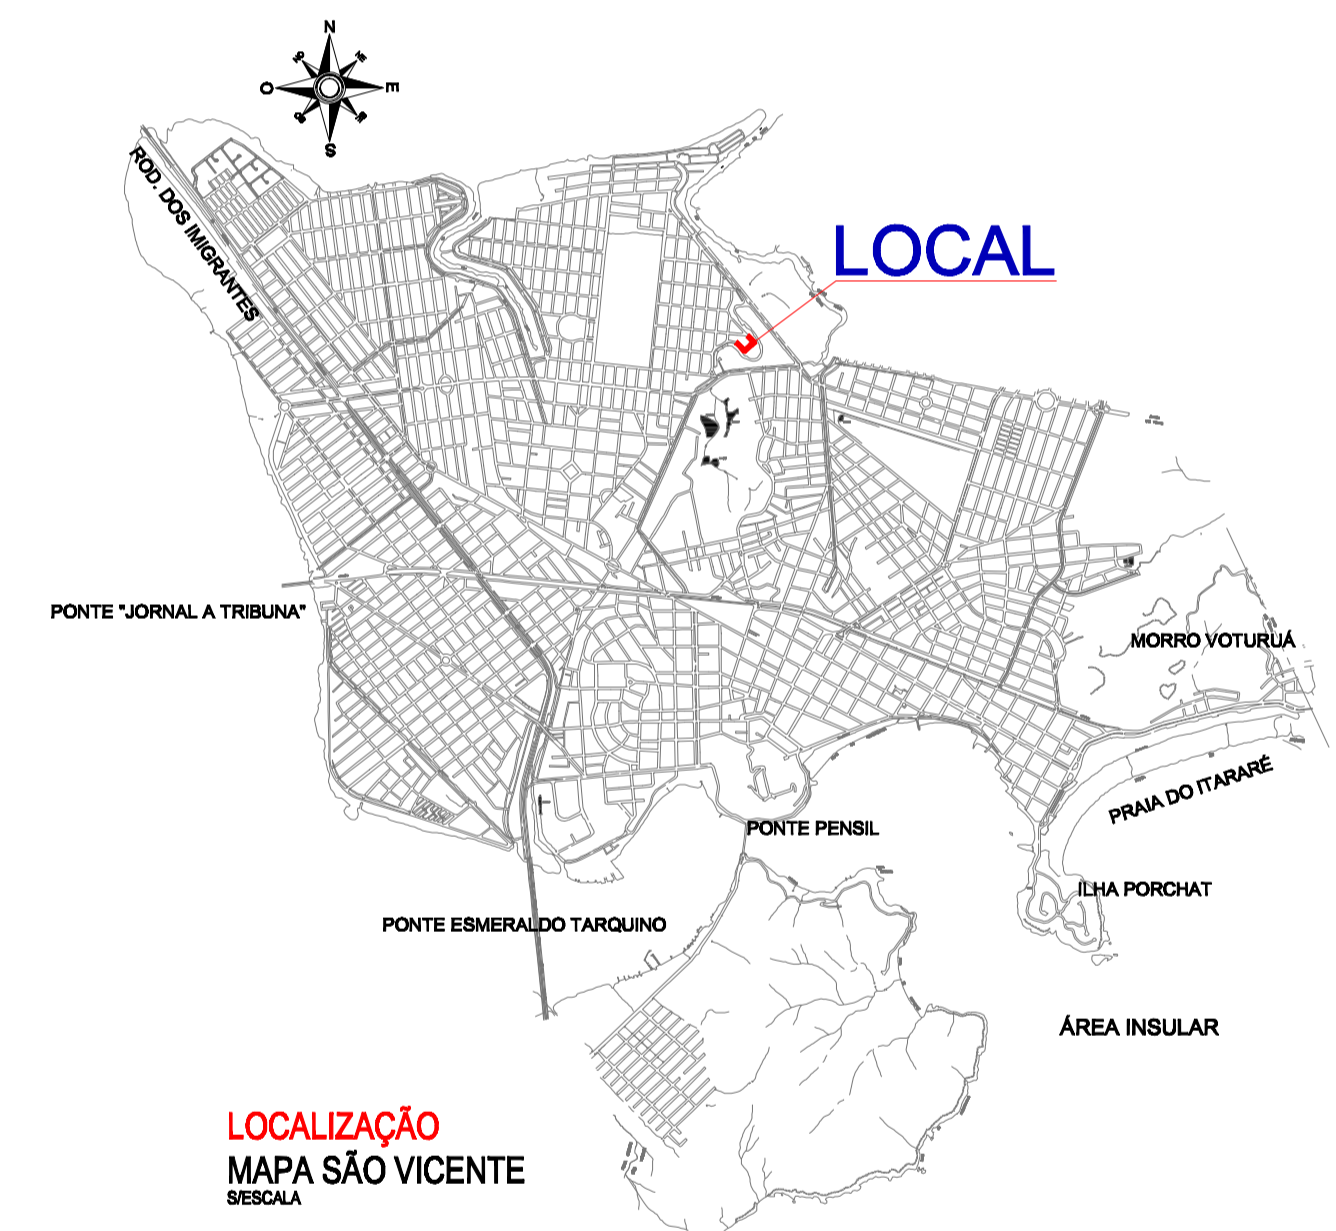 N
NE
O
E
S
ROD. DOS IMIGRANTES
LOCAL
PONTE "JORNAL A TRIBUNA"
MORRO VOTURUÁ
PRAIA DO ITARARÉ
PONTE PENSIL
ILHA PORCHAT
PONTE ESMERALDO TARQUINO
ÁREA INSULAR
LOCALIZAÇÃO
MAPA SÃO VICENTE
S/ESCALA